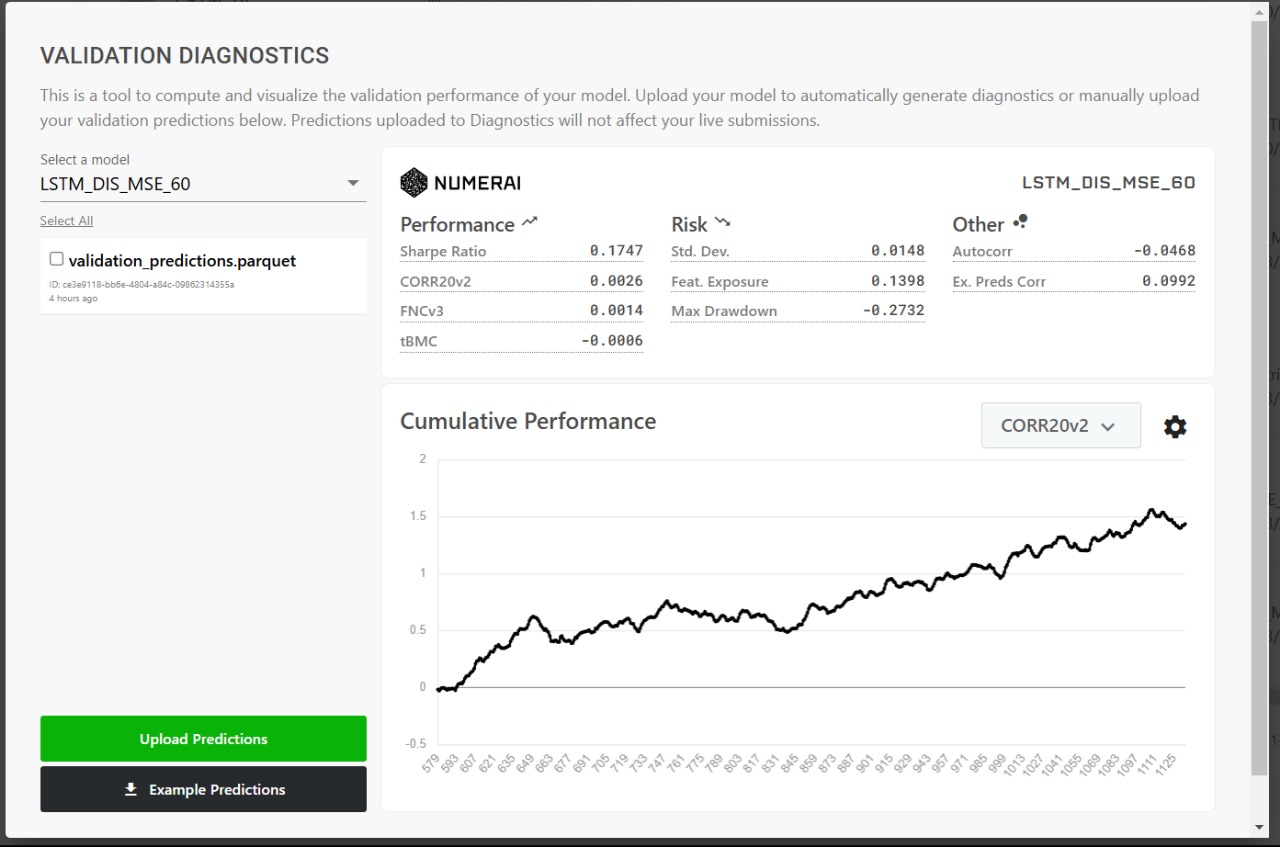 VALIDATION DIAGNOSTICS
This is a tool to compute and visualize the validation performance of your model. Upload your model to automatically generate diagnostics or manually upload
your validation predictions below. Predictions uploaded to Diagnostics will not affect your live submissions.
Select a model
LSTM_DIS_MSE_60
Select All
validation_predictions.parquet
ID: ce3e9118-bb6e-4804-a84c-09862314355a
4 hours ago
Upload Predictions
Example Predictions
NUMERAI
LSTM_DIS_MSE_60
Performance
Sharpe Ratio 0.1747
CORR20v2 0.0026
FNCv3 0.0014
tBMC -0.0006
Risk
Std. Dev. 0.0148
Feat. Exposure 0.1398
Max Drawdown -0.2732
Other
Autocorr -0.0468
Ex. Preds Corr 0.0992
Cumulative Performance
CORR20v2
2
1.5
1
0.5
0
-0.5
579 593 607 621 635 649 663 677 691 705 719 733 747 761 775 789 803 817 831 845 859 873 887 901 915 929 943 957 971 985 999 1013 1027 1041 1055 1069 1083 1097 1111 1125